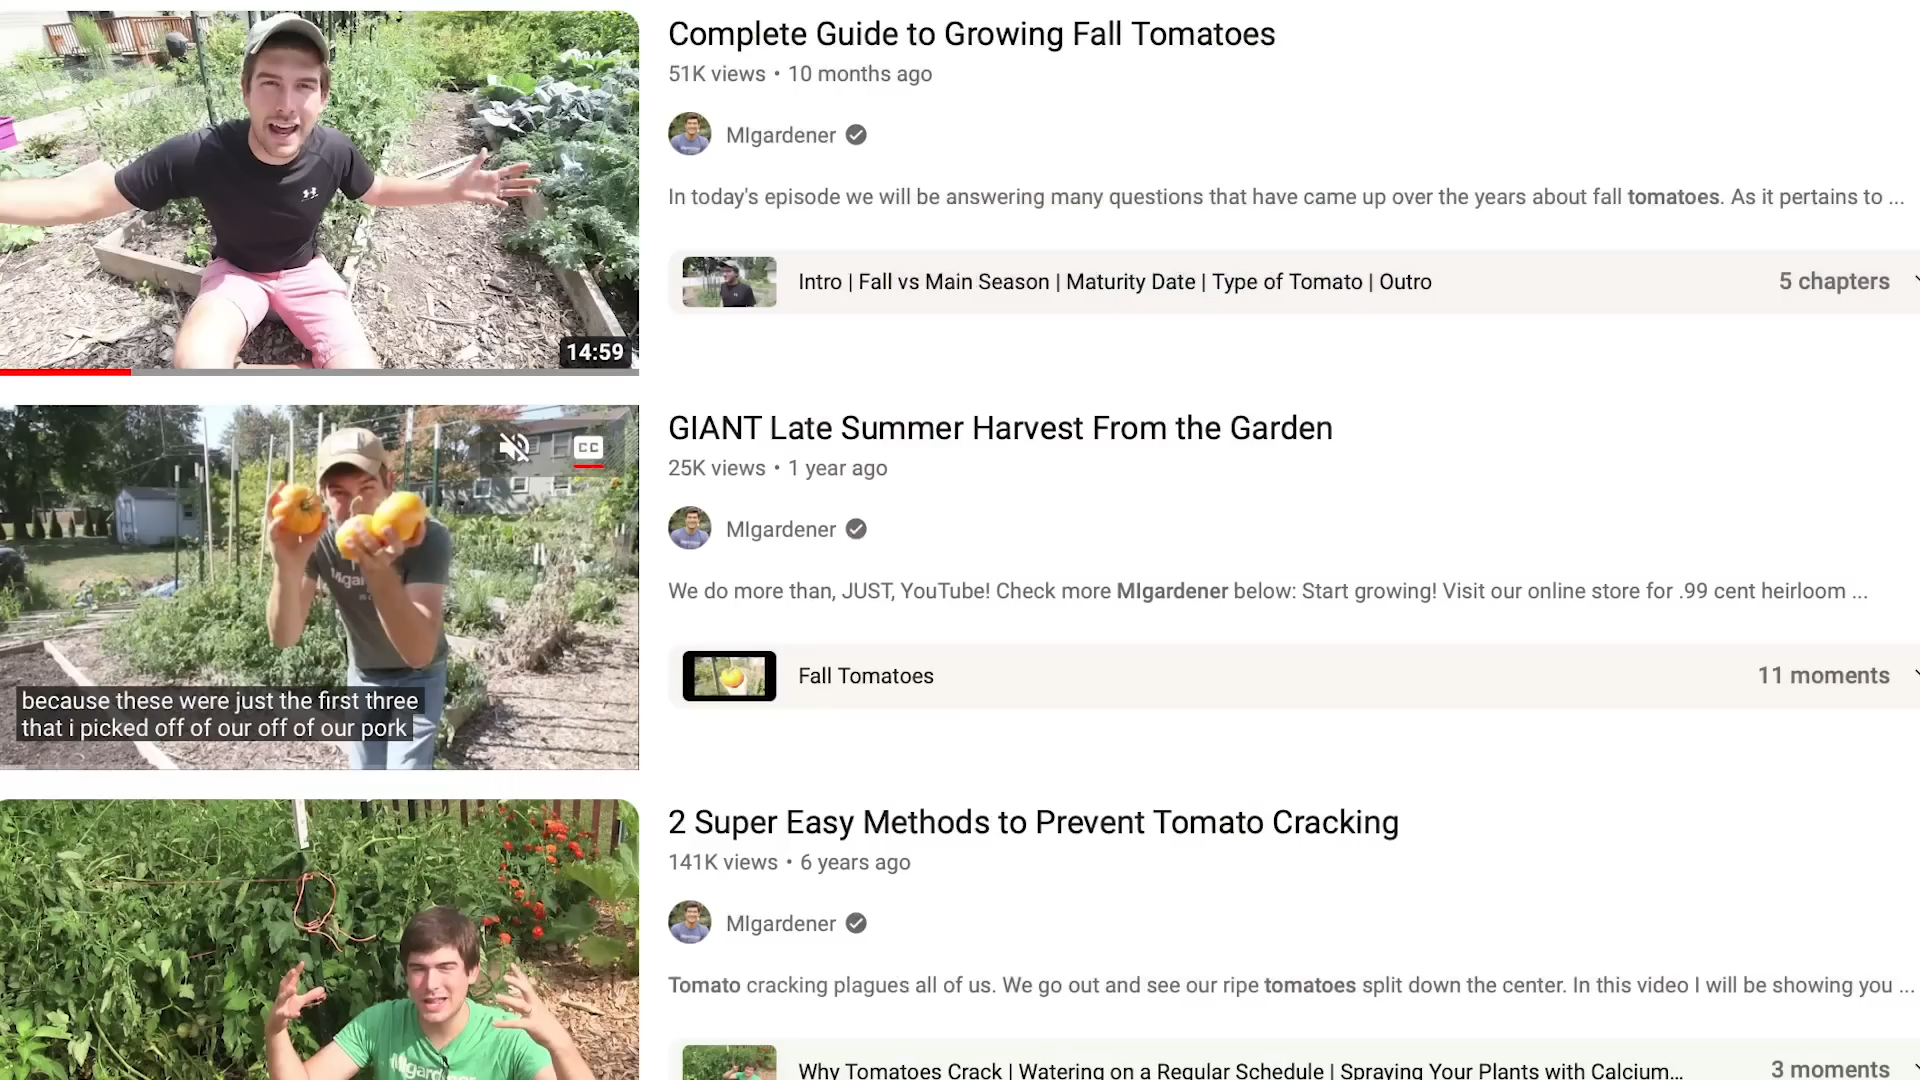 Complete Guide to Growing Fall Tomatoes
51K views • 10 months ago
MIgardener
In today's episode we will be answering many questions that have came up over the years about fall tomatoes. As it pertains to ...
Intro | Fall vs Main Season | Maturity Date | Type of Tomato | Outro
5 chapters
14:59
GIANT Late Summer Harvest From the Garden
25K views • 1 year ago
MIgardener
We do more than, JUST, YouTube! Check more MIgardener below: Start growing! Visit our online store for .99 cent heirloom ...
Fall Tomatoes
11 moments
CC
because these were just the first three
that i picked off of our off of our pork
2 Super Easy Methods to Prevent Tomato Cracking
141K views • 6 years ago
MIgardener
Tomato cracking plagues all of us. We go out and see our ripe tomatoes split down the center. In this video I will be showing you ...
Why Tomatoes Crack | Watering on a Regular Schedule | Spraying Your Plants with Calcium...
3 moments